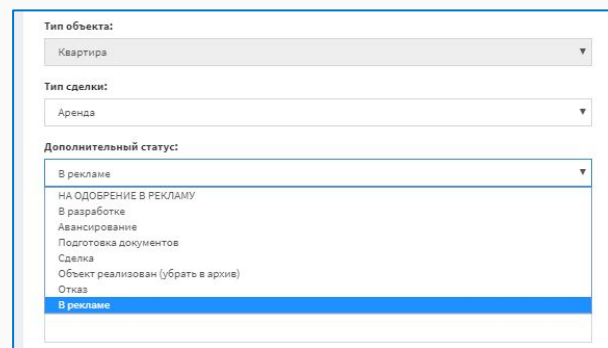 Тип объекта:
Квартира
Тип сделки:
Аренда
Дополнительный статус:
В рекламе
НА ОДОБРЕНИЕ В РЕКЛАМУ
В разработке
Авансирование
Подготовка документов
Сделка
Объект реализован (убрать в архив)
Отказ
В рекламе